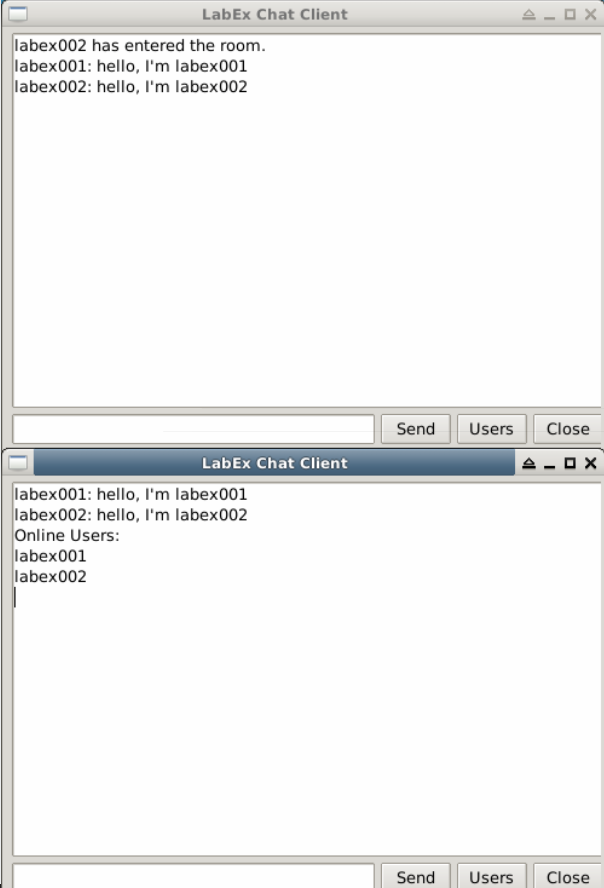 LabEx Chat Client
labex002 has entered the room.
labex001: hello, I'm labex001
labex002: hello, I'm labex002
Send Users Close
LabEx Chat Client
labex001: hello, I'm labex001
labex002: hello, I'm labex002
Online Users:
labex001
labex002
Send Users Close